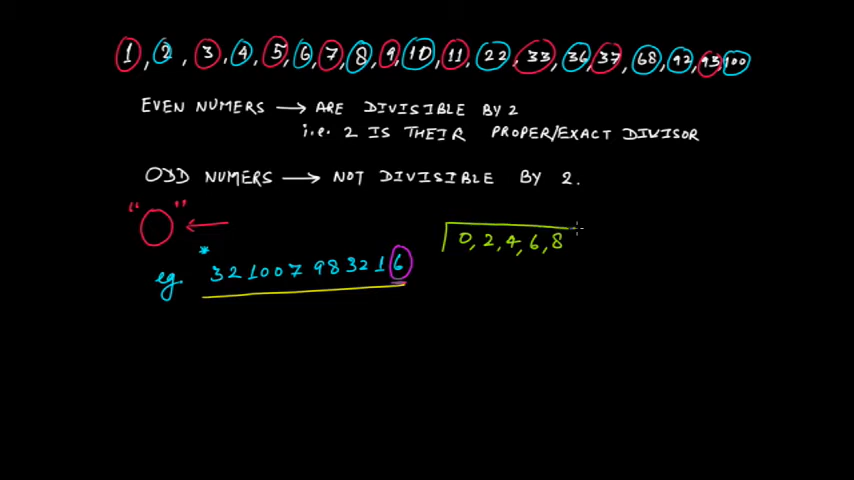 1, 2, 3, 4, 5, 6, 7, 8, 9, 10, 11, 22, 33, 36, 37, 68, 92, 93, 100
EVEN NUMERS → ARE DIVISIBLE BY 2
i.e. 2 IS THEIR PROPER/EXACT DIVISOR
ODD NUMERS → NOT DIVISIBLE BY 2.
"0" ←
0, 2, 4, 6, 8
eg. * 321007983216